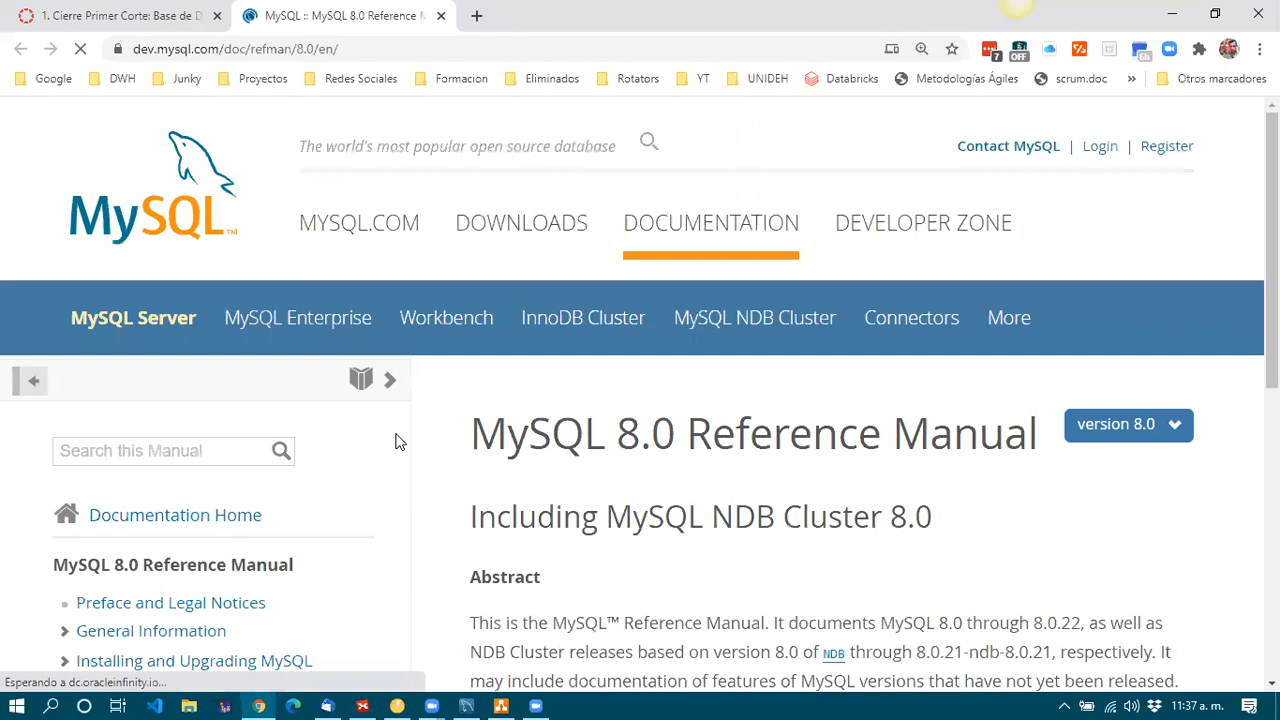 1. Cierre Primer Corte: Base de D
MySQL :: MySQL 8.0 Reference M
dev.mysql.com/doc/refman/8.0/en/
7
OFF
6h
Google
DWH
Junky
Proyectos
Redes Sociales
Formacion
Eliminados
Rotators
YT
UNIDEH
Databricks
Metodologías Ágiles
scrum.doc
»
Otros marcadores
MySQL™
The world's most popular open source database
Contact MySQL | Login | Register
MYSQL.COM
DOWNLOADS
DOCUMENTATION
DEVELOPER ZONE
MySQL Server
MySQL Enterprise
Workbench
InnoDB Cluster
MySQL NDB Cluster
Connectors
More
Search this Manual
Documentation Home
MySQL 8.0 Reference Manual
Preface and Legal Notices
General Information
Installing and Upgrading MySQL
MySQL 8.0 Reference Manual
version 8.0
Including MySQL NDB Cluster 8.0
Abstract
This is the MySQL™ Reference Manual. It documents MySQL 8.0 through 8.0.22, as well as
NDB Cluster releases based on version 8.0 of NDB through 8.0.21-ndb-8.0.21, respectively. It
may include documentation of features of MySQL versions that have not yet been released.
Esperando a dc.oracleinfinity.io...
11:37 a. m.